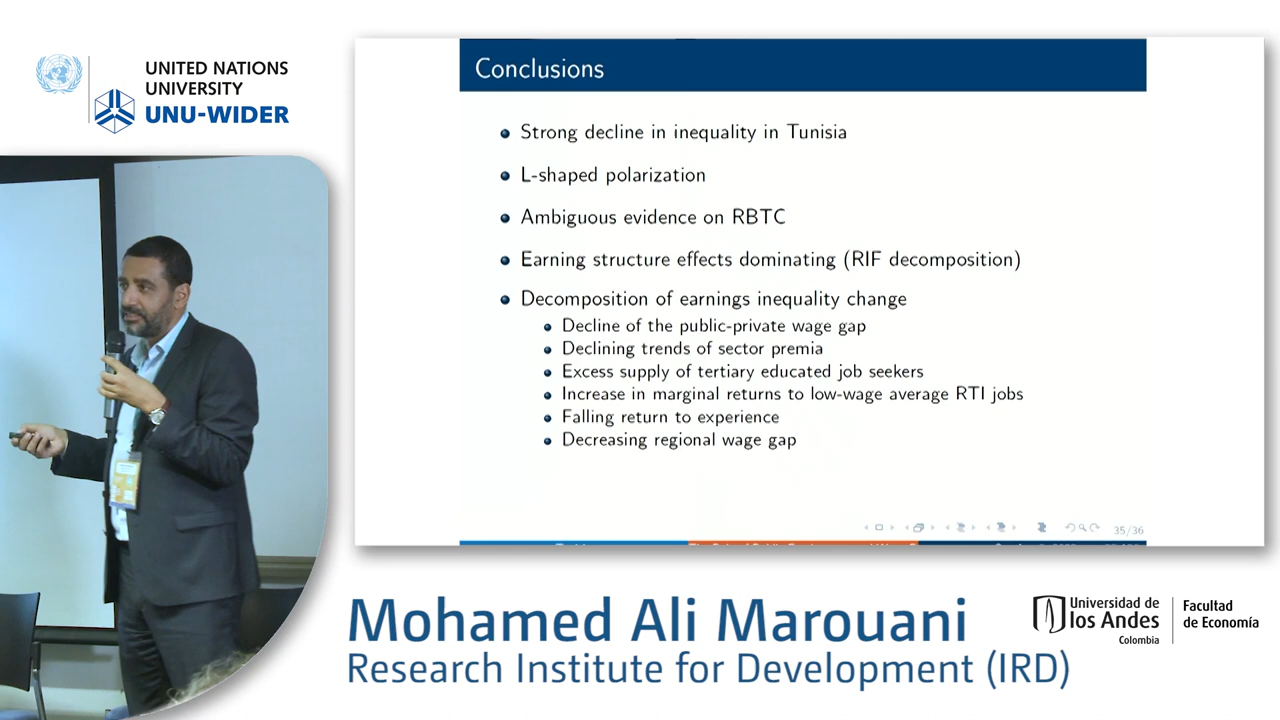 UNITED NATIONS
UNIVERSITY
UNU-WIDER
Conclusions
Strong decline in inequality in Tunisia
L-shaped polarization
Ambiguous evidence on RBTC
Earning structure effects dominating (RIF decomposition)
Decomposition of earnings inequality change
Decline of the public-private wage gap
Declining trends of sector premia
Excess supply of tertiary educated job seekers
Increase in marginal returns to low-wage average RTI jobs
Falling return to experience
Decreasing regional wage gap
35/36
Mohamed Ali Marouani
Research Institute for Development (IRD)
Universidad de
los Andes
Colombia
Facultad
de Economía